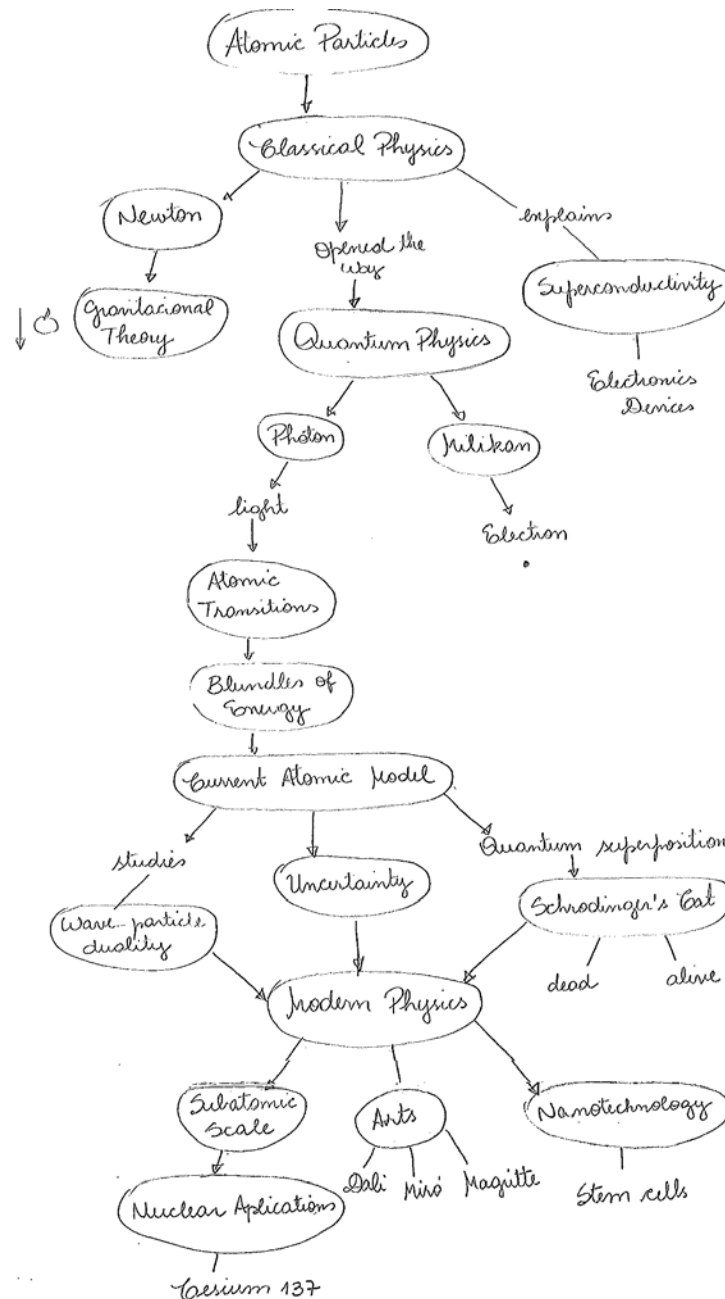 Atomic Particles
Classical Physics
Newton
explains
Opened the
way
Gravitacional
Theory
Superconductivity
Quantum Physics
Electronics
Devices
Photon
Milikan
light
Electron
Atomic
Transitions
Blundles of
Energy
Current Atomic Model
studies
Uncertainty
Quantum superposition
Wave-particle
duality
Schrodinger's Cat
dead
alive
Modern Physics
Subatomic
Scale
Arts
Nanotechnology
Dali
Miró
Magritte
Stem cells
Nuclear Aplications
Cesium 137